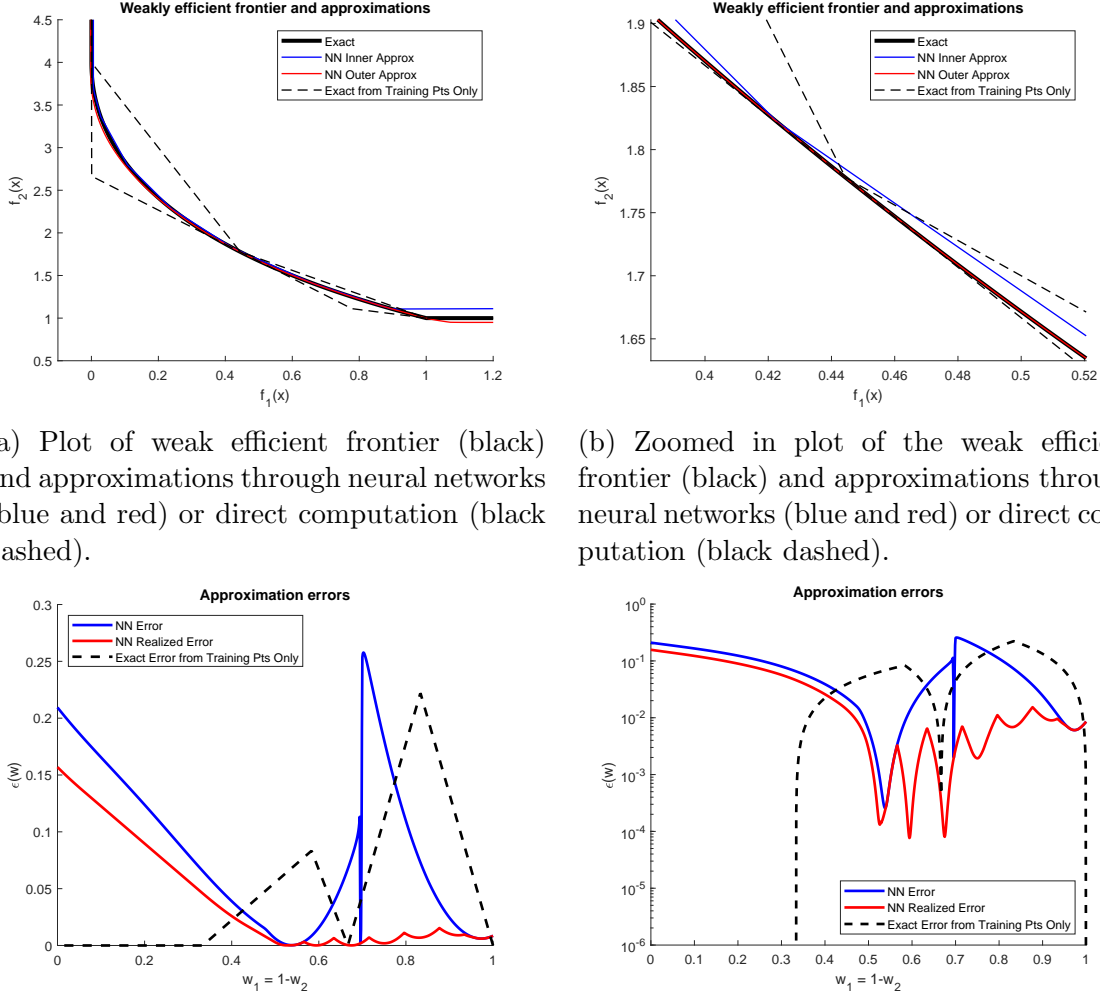 Weakly efficient frontier and approximations
4.5
4
3.5
3
2.5
2
1.5
1
0.5
f2(x)
0
0.2
0.4
0.6
0.8
1
1.2
f1(x)
Exact
NN Inner Approx
NN Outer Approx
Exact from Training Pts Only
Weakly efficient frontier and approximations
1.9
1.85
1.8
1.75
1.7
1.65
f2(x)
0.4
0.42
0.44
0.46
0.48
0.5
0.52
f1(x)
Exact
NN Inner Approx
NN Outer Approx
Exact from Training Pts Only
a) Plot of weak efficient frontier (black)
nd approximations through neural networks
blue and red) or direct computation (black
ashed).
(b) Zoomed in plot of the weak efficie
frontier (black) and approximations throu
neural networks (blue and red) or direct co
putation (black dashed).
Approximation errors
0.3
0.25
0.2
0.15
0.1
0.05
0
ϵ(w)
0
0.2
0.4
0.6
0.8
1
w1 = 1-w2
NN Error
NN Realized Error
Exact Error from Training Pts Only
Approximation errors
10^0
10^-1
10^-2
10^-3
10^-4
10^-5
10^-6
ϵ(w)
0
0.1
0.2
0.3
0.4
0.5
0.6
0.7
0.8
0.9
1
w1 = 1-w2
NN Error
NN Realized Error
Exact Error from Training Pts Only